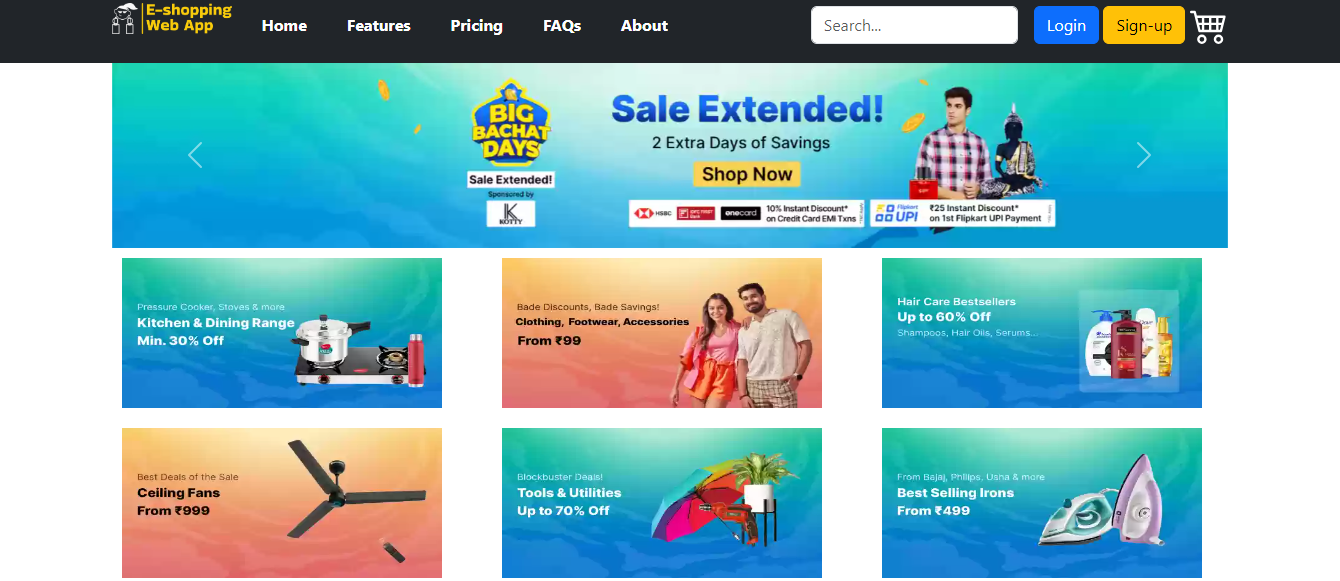 E-shopping
Web App
Home
Features
Pricing
FAQs
About
Search...
Login
Sign-up
BIG
BACHAT
DAYS
Sale Extended!
Sponsored by
K
KOTTY
Sale Extended!
2 Extra Days of Savings
Shop Now
HSBC
IDFC FIRST
Bank
onecard
10% Instant Discount*
on Credit Card EMI Txns
Flipkart
UPI
₹25 Instant Discount*
on 1st Flipkart UPI Payment
Pressure Cooker, Stoves & more
Kitchen & Dining Range
Min. 30% Off
Bade Discounts, Bade Savings!
Clothing, Footwear, Accessories
From ₹99
Hair Care Bestsellers
Up to 60% Off
Shampoos, Hair Oils, Serums...
Best Deals of the Sale
Ceiling Fans
From ₹999
Blockbuster Deals!
Tools & Utilities
Up to 70% Off
From Bajaj, Philips, Usha & more
Best Selling Irons
From ₹499